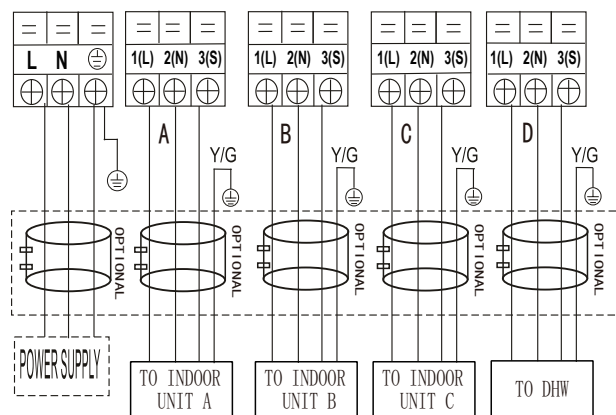 L N
1(L) 2(N) 3(S)
1(L) 2(N) 3(S)
1(L) 2(N) 3(S)
1(L) 2(N) 3(S)
A
B
C
D
Y/G
Y/G
Y/G
Y/G
OPTIONAL
OPTIONAL
OPTIONAL
OPTIONAL
OPTIONAL
POWER SUPPLY
TO INDOOR
UNIT A
TO INDOOR
UNIT B
TO INDOOR
UNIT C
TO DHW